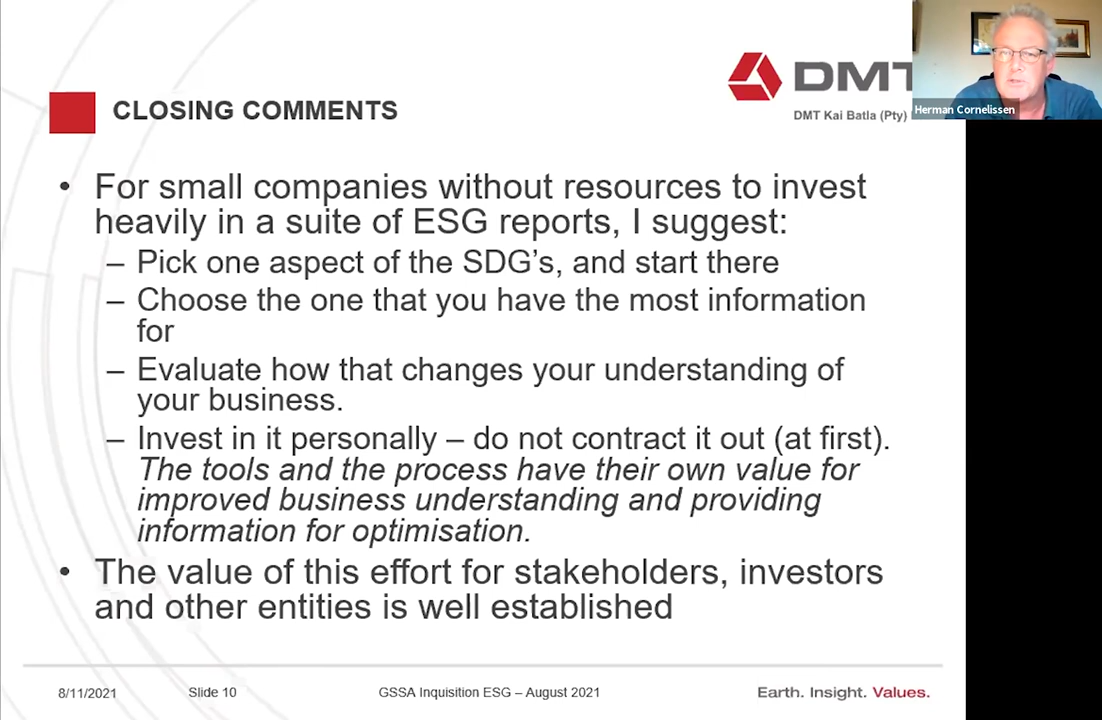 DMT
DMT Kai Batla (Pty)
Herman Cornelissen
CLOSING COMMENTS
• For small companies without resources to invest
heavily in a suite of ESG reports, I suggest:
– Pick one aspect of the SDG’s, and start there
– Choose the one that you have the most information
for
– Evaluate how that changes your understanding of
your business.
– Invest in it personally – do not contract it out (at first).
The tools and the process have their own value for
improved business understanding and providing
information for optimisation.
• The value of this effort for stakeholders, investors
and other entities is well established
8/11/2021
Slide 10
GSSA Inquisition ESG – August 2021
Earth. Insight. Values.